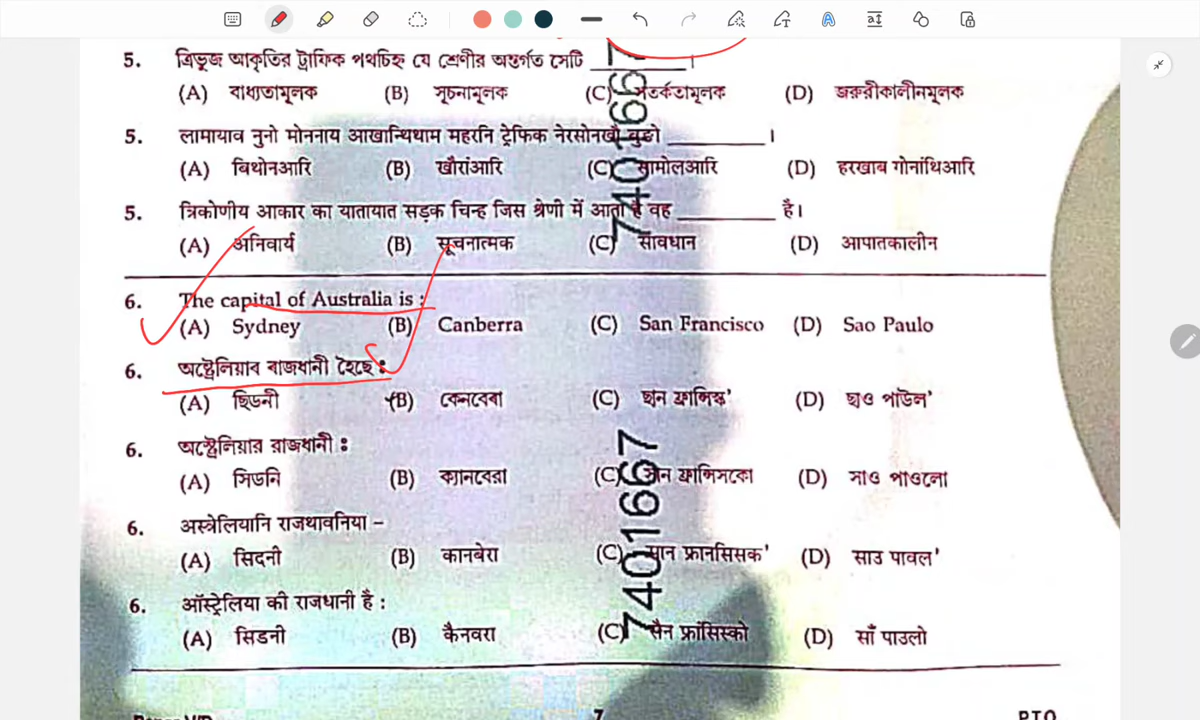 5. ত্রিভুজ আকৃতির ট্রাফিক পথচিহ্ন যে শ্রেণীর অন্তর্গত সেটি ________ ।
(A) বাধ্যতামূলক (B) সূচনামূলক (C) সতর্কতামূলক (D) জরুরীকালীনমূলক
5. लामायाव नुनो मोननाय आखान्थिथाम महरनि ट्रेफिक नेरसोनखौ बुङो ________ ।
(A) बिथोनआरि (B) खौरांआरि (C) सामोलआरि (D) हरखाब गोनांथिआरि
5. त्रिकोणीय आकार का यातायात सड़क चिन्ह जिस श्रेणी में आता है वह ________ है।
(A) अनिवार्य (B) सूचनात्मक (C) सावधान (D) आपातकालीन
6. The capital of Australia is :
(A) Sydney (B) Canberra (C) San Francisco (D) Sao Paulo
6. অষ্ট্ৰেলিয়াৰ ৰাজধানী হৈছে :
(A) ছিডনী (B) কেনবেৰা (C) ছান ফ্ৰান্সিস্ক' (D) ছাও পাউল'
6. অস্ট্রেলিয়ার রাজধানী :
(A) সিডনি (B) ক্যানবেরা (C) সান ফ্রান্সিসকো (D) সাও পাওলো
6. अस्त्रेलियानि राजथावनिया –
(A) सिदनी (B) कानबेरा (C) सान फ्रानसिसक' (D) साउ पावल'
6. ऑस्ट्रेलिया की राजधानी है :
(A) सिडनी (B) कैनवरा (C) सैन फ्रांसिस्को (D) साँ पाउलो
7
PTO
7401667
7401667